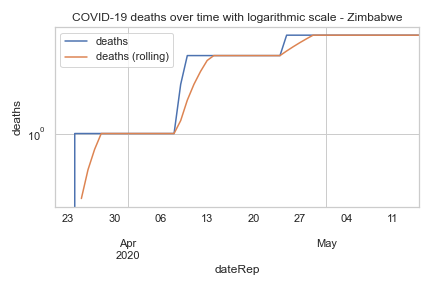 COVID-19 deaths over time with logarithmic scale - Zimbabwe
deaths
deaths (rolling)
deaths
10⁰
23 30 06 13 20 27 04 11
Apr May
2020
dateRep